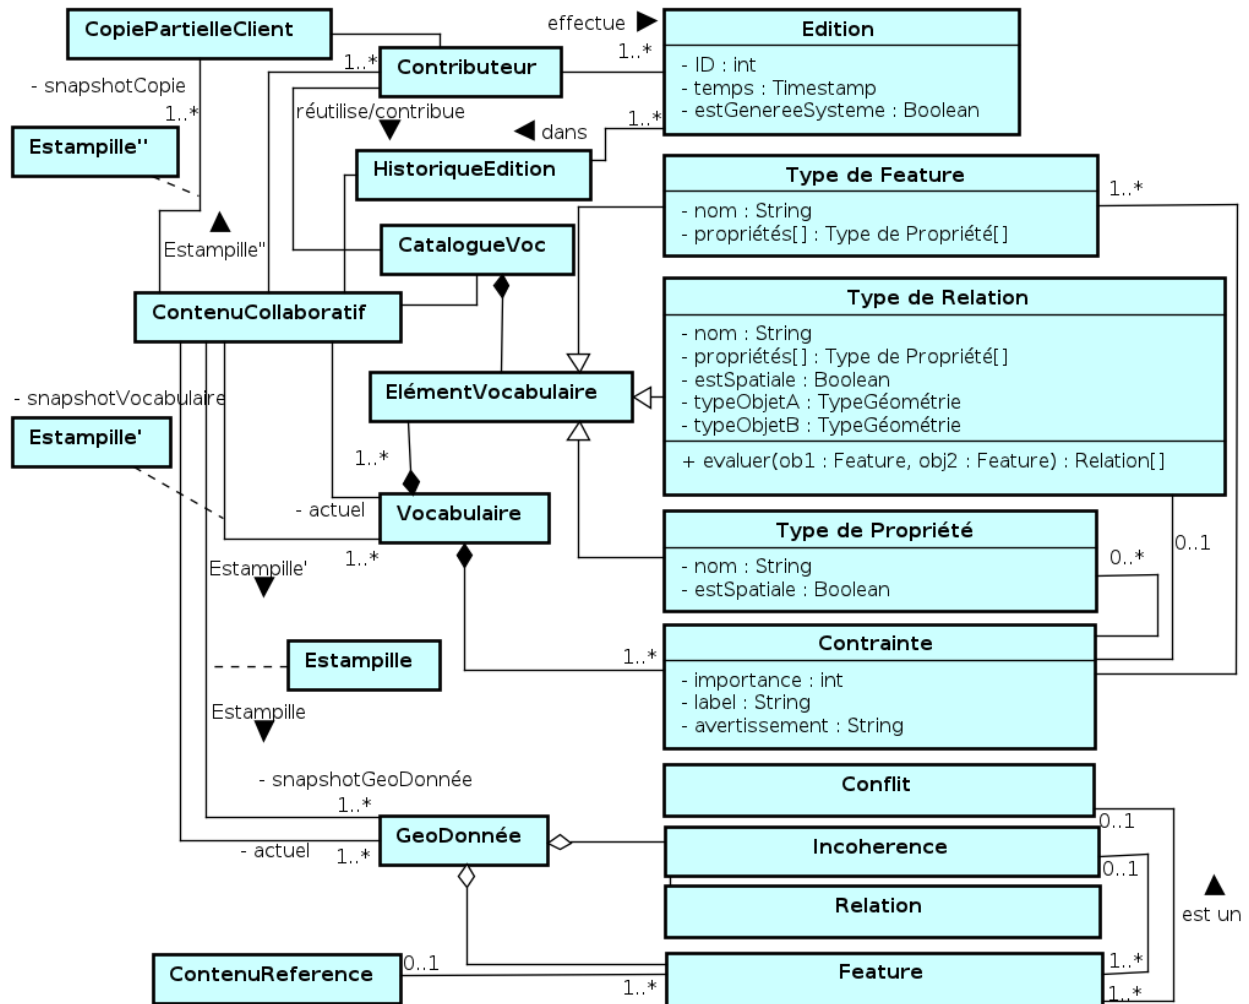 CopiePartielleClient
effectue
Edition
1..*
1..*
Contributeur
- ID : int
- temps : Timestamp
- estGenereeSysteme : Boolean
- snapshotCopie
1..*
réutilise/contribue
1..*
dans
Estampille''
HistoriqueEdition
Type de Feature
1..*
- nom : String
- propriétés[] : Type de Propriété[]
Estampille''
CatalogueVoc
ContenuCollaboratif
Type de Relation
- nom : String
- propriétés[] : Type de Propriété[]
- estSpatiale : Boolean
- typeObjetA : TypeGéométrie
- typeObjetB : TypeGéométrie
+ evaluer(ob1 : Feature, obj2 : Feature) : Relation[]
ElémentVocabulaire
- snapshotVocabulaire
Estampille'
1..*
- actuel
Vocabulaire
1..*
Type de Propriété
- nom : String
- estSpatiale : Boolean
0..*
0..1
Estampille'
Estampille
1..*
Contrainte
- importance : int
- label : String
- avertissement : String
Estampille
- snapshotGeoDonnée
1..*
Conflit
0..1
GeoDonnée
- actuel
1..*
Incoherence
0..1
Relation
est un
ContenuReference
0..1
1..*
Feature
1..*
1..*